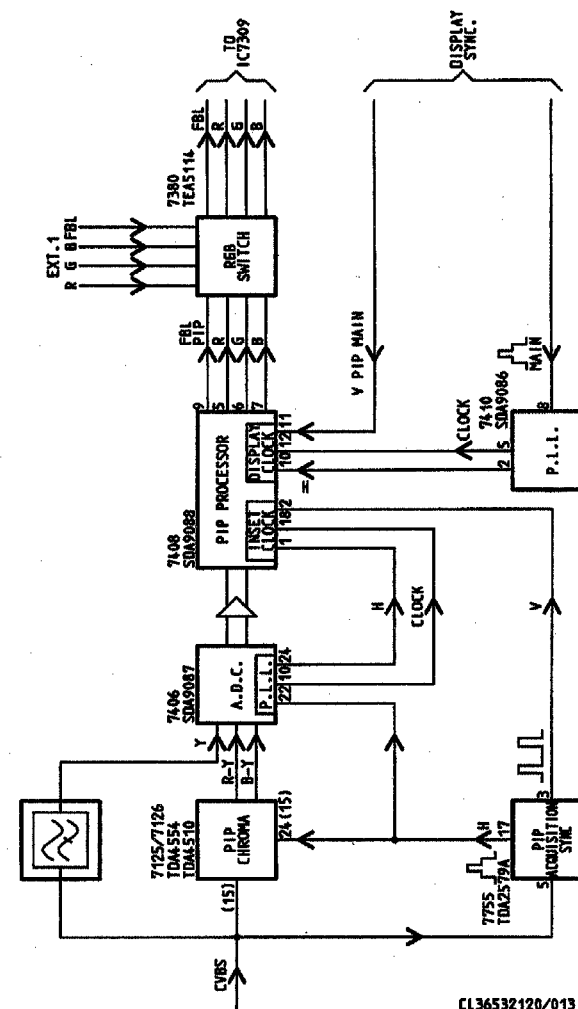 CVBS
(15)
7125/7126
TDA4554
TDA4510
PIP
CHROMA
24(15)
Y
R-Y
B-Y
7406
SDA9087
A.D.C.
P.L.L.
22
10
24
H
CLOCK
7408
SDA9088
PIP PROCESSOR
INSET
CLOCK
DISPLAY
CLOCK
1
18
2
10
12
11
9
5
6
7
FBL
PIP
R
G
B
EXT.1
R
G
B
FBL
7380
TEA5114
RGB
SWITCH
FBL
R
G
B
TO
IC7309
5
PIP
ACQUISITION
SYNC
7755
TDA2579A
H
17
3
V
H
CLOCK
V PIP MAIN
2
5
8
7410
SDA9086
P.L.L.
MAIN
DISPLAY
SYNC.
CL36532120/013